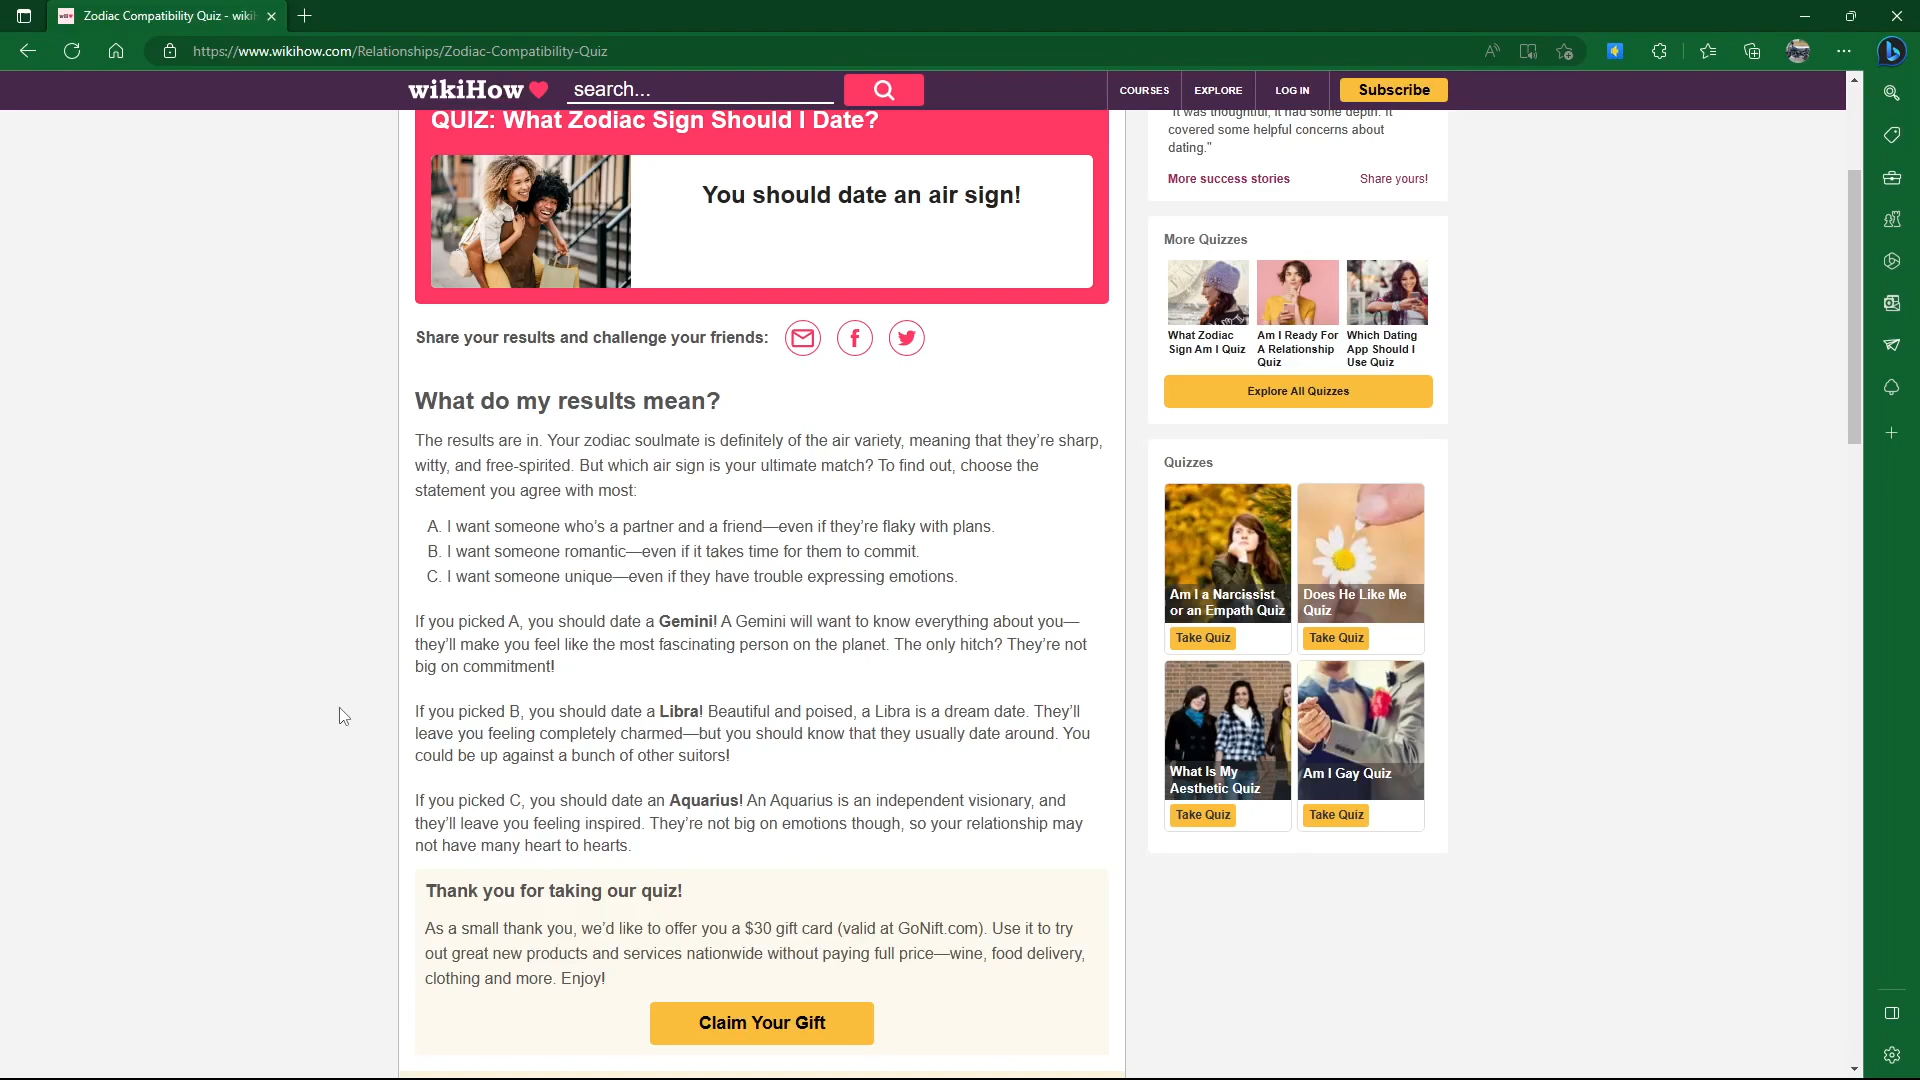 Zodiac Compatibility Quiz - wiki
https://www.wikihow.com/Relationships/Zodiac-Compatibility-Quiz
wikiHow
search...
COURSES
EXPLORE
LOG IN
Subscribe
QUIZ: What Zodiac Sign Should I Date?
You should date an air sign!
Share your results and challenge your friends:
What do my results mean?
The results are in. Your zodiac soulmate is definitely of the air variety, meaning that they're sharp,
witty, and free-spirited. But which air sign is your ultimate match? To find out, choose the
statement you agree with most:
A. I want someone who's a partner and a friend—even if they're flaky with plans.
B. I want someone romantic—even if it takes time for them to commit.
C. I want someone unique—even if they have trouble expressing emotions.
If you picked A, you should date a Gemini! A Gemini will want to know everything about you—
they'll make you feel like the most fascinating person on the planet. The only hitch? They're not
big on commitment!
If you picked B, you should date a Libra! Beautiful and poised, a Libra is a dream date. They'll
leave you feeling completely charmed—but you should know that they usually date around. You
could be up against a bunch of other suitors!
If you picked C, you should date an Aquarius! An Aquarius is an independent visionary, and
they'll leave you feeling inspired. They're not big on emotions though, so your relationship may
not have many heart to hearts.
Thank you for taking our quiz!
As a small thank you, we'd like to offer you a $30 gift card (valid at GoNift.com). Use it to try
out great new products and services nationwide without paying full price—wine, food delivery,
clothing and more. Enjoy!
Claim Your Gift
"It was thoughtful, it had some depth. It
covered some helpful concerns about
dating."
More success stories
Share yours!
More Quizzes
What Zodiac
Sign Am I Quiz
Am I Ready For
A Relationship
Quiz
Which Dating
App Should I
Use Quiz
Explore All Quizzes
Quizzes
Am I a Narcissist
or an Empath Quiz
Take Quiz
Does He Like Me
Quiz
Take Quiz
What Is My
Aesthetic Quiz
Take Quiz
Am I Gay Quiz
Take Quiz